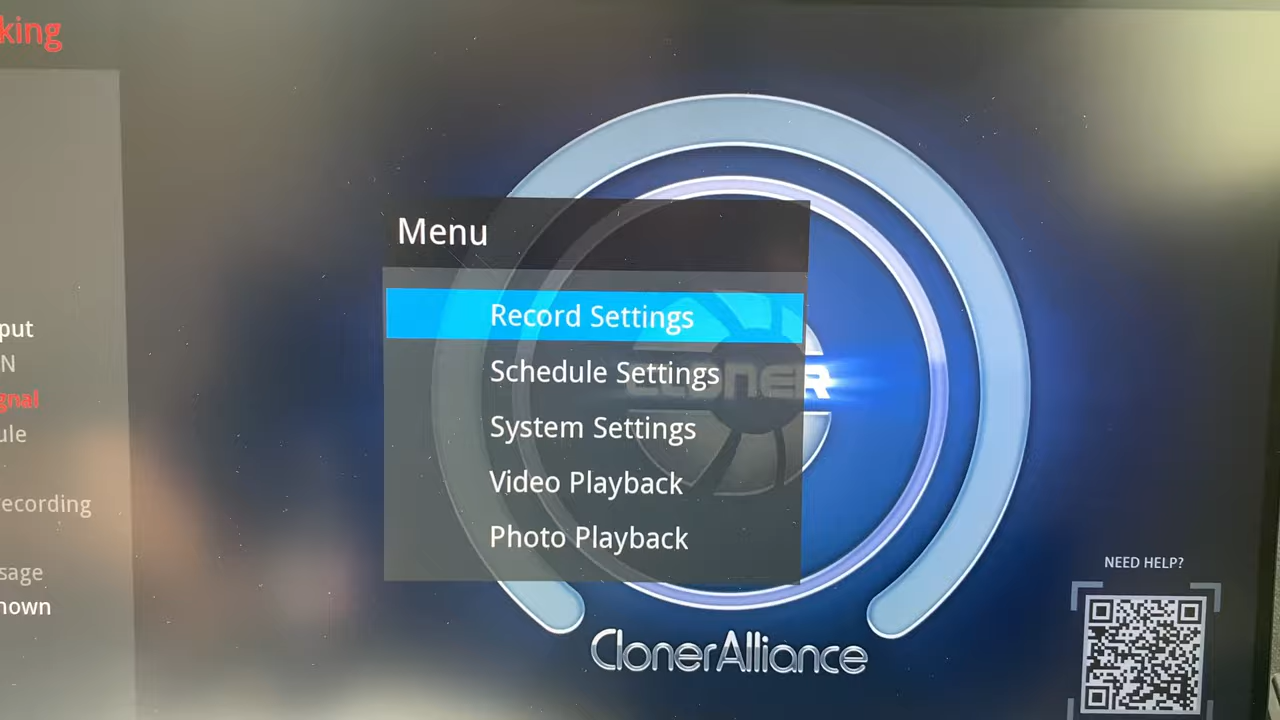 king
Menu
Record Settings
Schedule Settings
System Settings
Video Playback
Photo Playback
put
N
gnal
ule
ecording
sage
nown
CLONER
ClonerAlliance
NEED HELP?